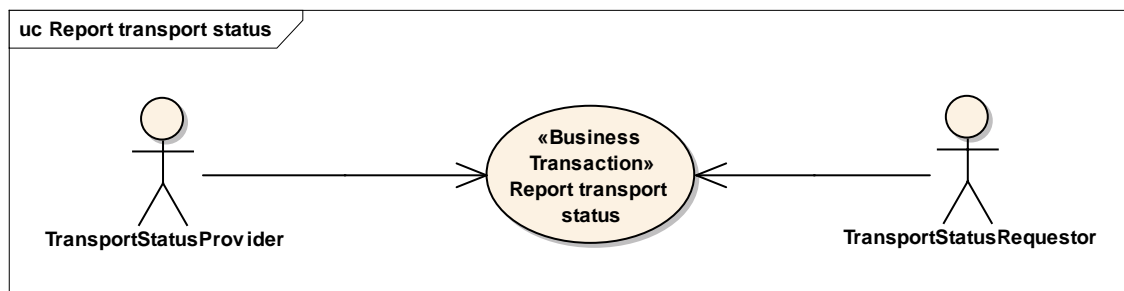 uc Report transport status
«Business
Transaction»
Report transport
status
TransportStatusProvider
TransportStatusRequestor